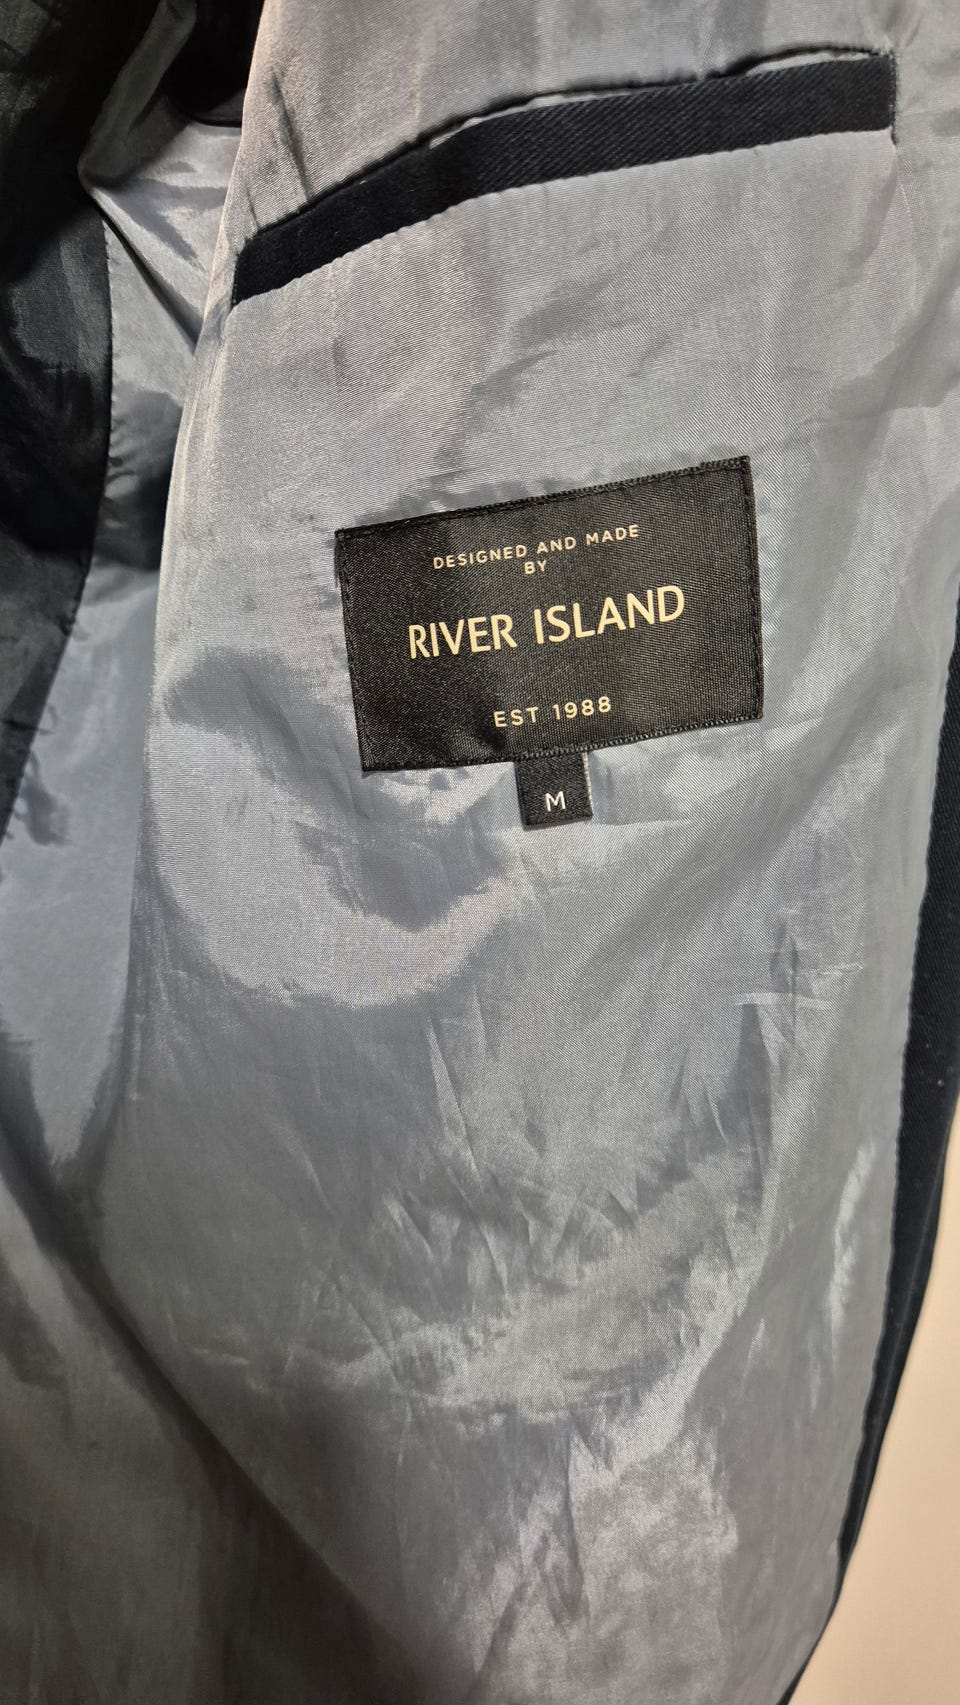 DESIGNED AND MADE
BY
RIVER ISLAND
EST 1988
M